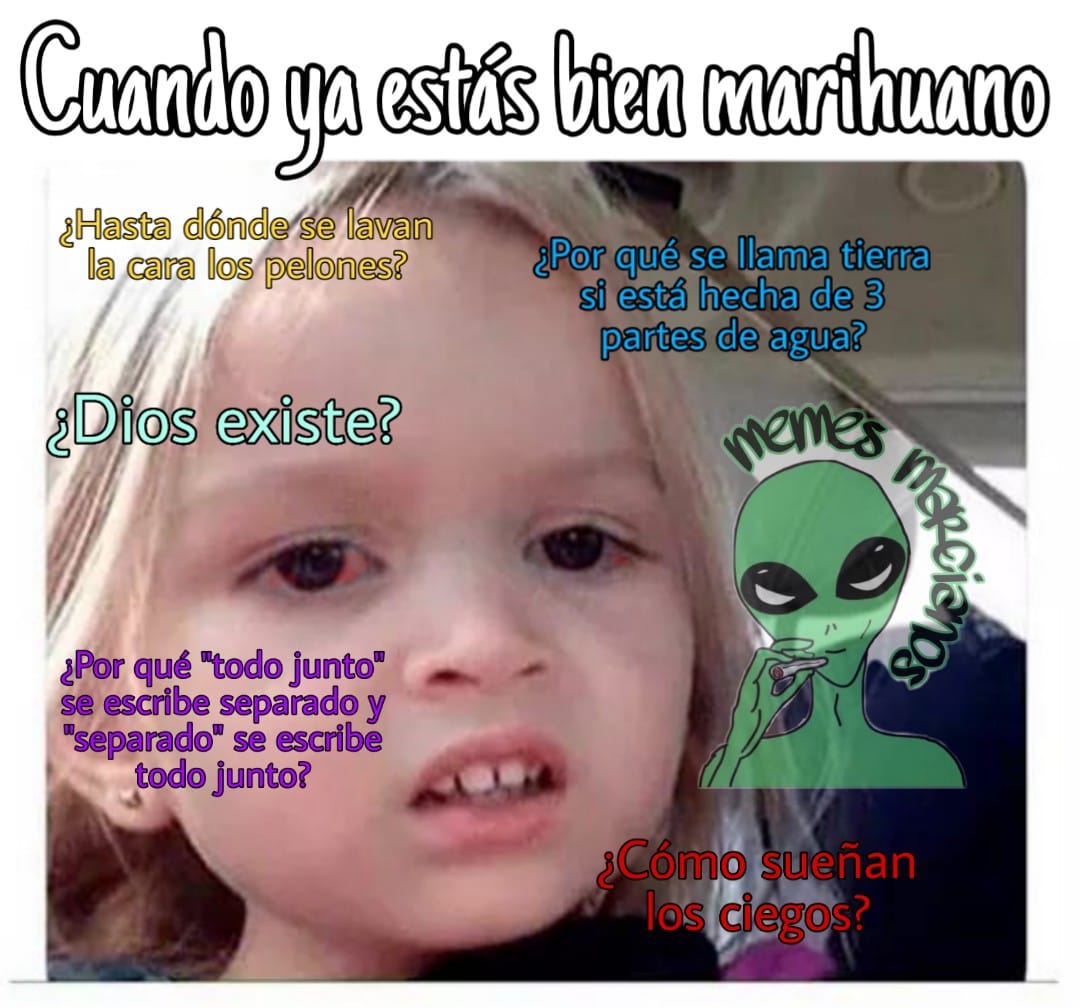 Cuando ya estás bien marihuano
¿Hasta dónde se lavan
la cara los pelones?
¿Por qué se llama tierra
si está hecha de 3
partes de agua?
¿Dios existe?
memes marcianos
¿Por qué "todo junto"
se escribe separado y
"separado" se escribe
todo junto?
¿Cómo sueñan
los ciegos?